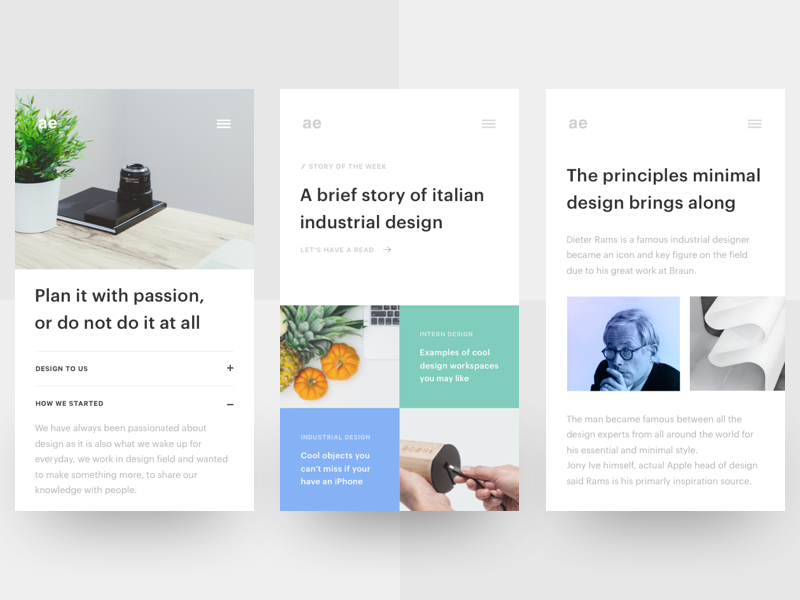 ae
Plan it with passion,
or do not do it at all
DESIGN TO US
HOW WE STARTED
We have always been passionated about
design as it is also what we wake up for
everyday, we work in design field and wanted
to make something more, to share our
knowledge with people.
ae
STORY OF THE WEEK
A brief story of italian
industrial design
LET'S HAVE A READ
INTERN DESIGN
Examples of cool
design workspaces
you may like
INDUSTRIAL DESIGN
Cool objects you
can't miss if your
have an iPhone
ae
The principles minimal
design brings along
Dieter Rams is a famous industrial designer
became an icon and key figure on the field
due to his great work at Braun.
The man became famous between all the
design experts from all around the world for
his essential and minimal style.
Jony Ive himself, actual Apple head of design
said Rams is his primarly inspiration source.